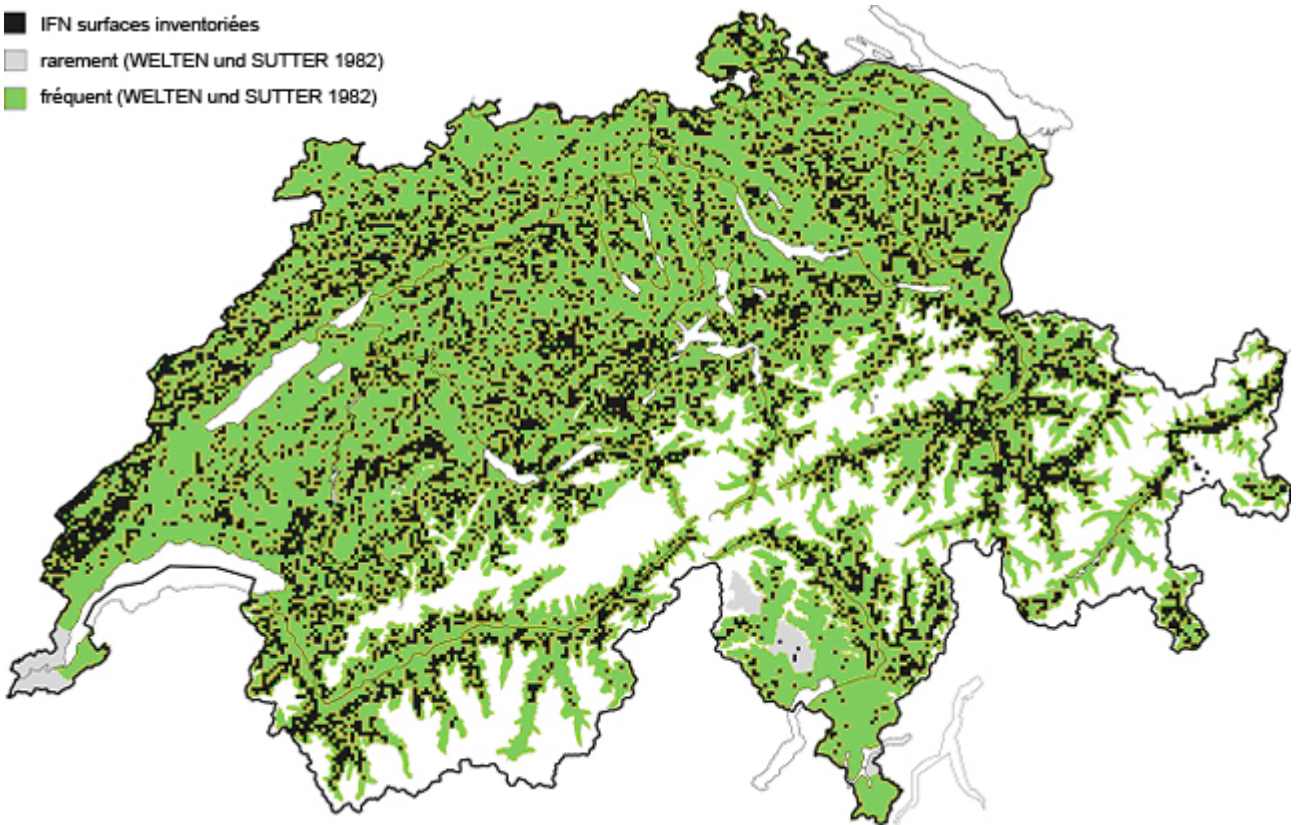 IFN surfaces inventoriées
rarement (WELTEN und SUTTER 1982)
fréquent (WELTEN und SUTTER 1982)